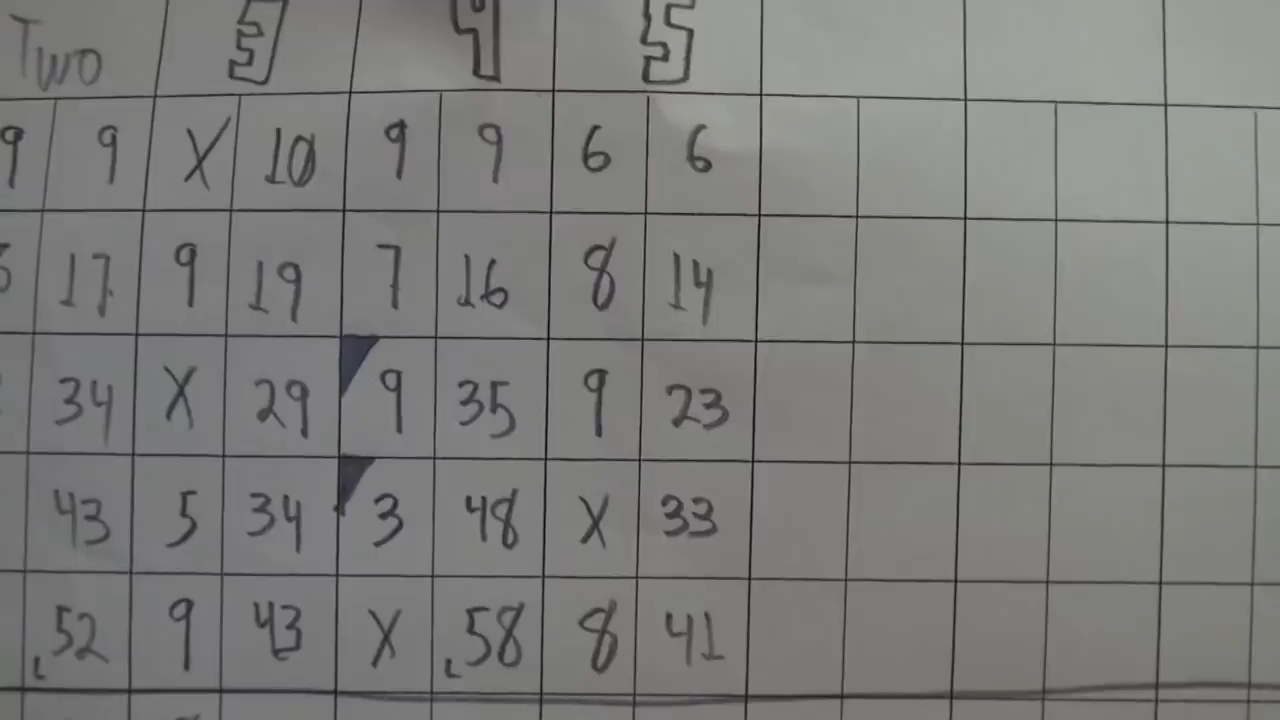 Two 3 4 5
9 9 X 10 9 9 6 6
17 9 19 7 16 8 14
34 X 29 9 35 9 23
43 5 34 3 48 X 33
52 9 43 X 58 8 41